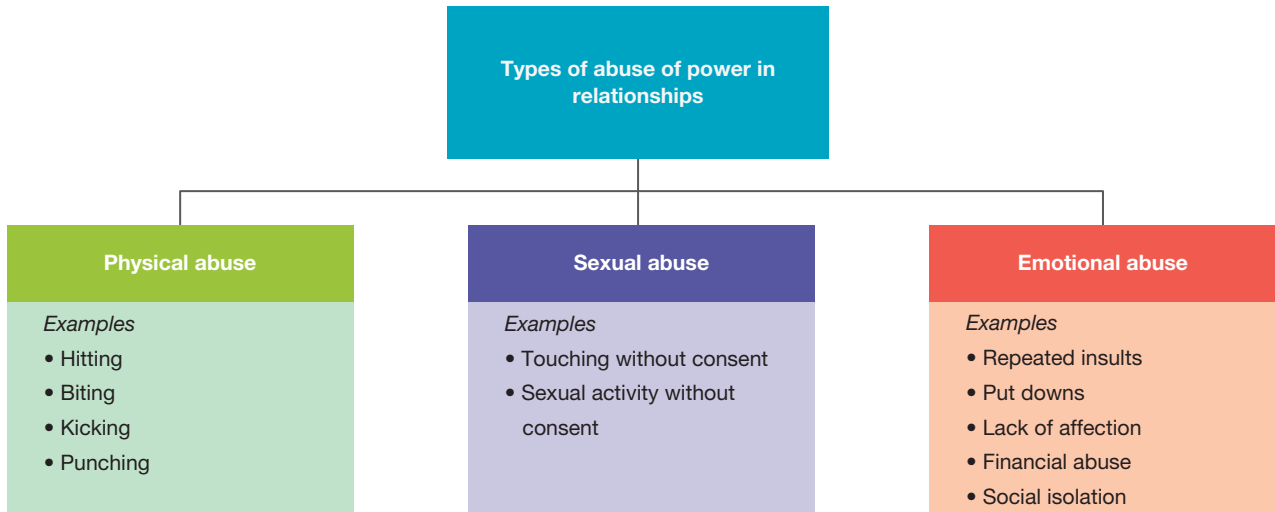 Types of abuse of power in
relationships
Physical abuse
Examples
• Hitting
• Biting
• Kicking
• Punching
Sexual abuse
Examples
• Touching without consent
• Sexual activity without
consent
Emotional abuse
Examples
• Repeated insults
• Put downs
• Lack of affection
• Financial abuse
• Social isolation